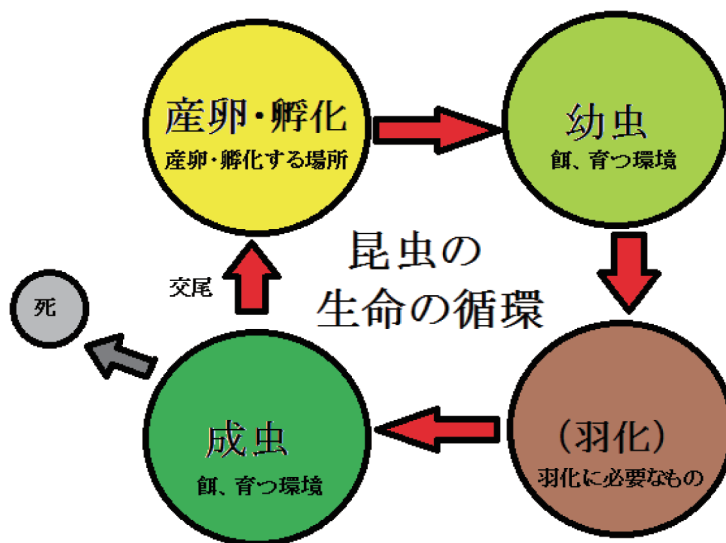 産卵・孵化
産卵・孵化する場所
幼虫
餌、育つ環境
昆虫の
生命の循環
交尾
死
成虫
餌、育つ環境
（羽化）
羽化に必要なもの